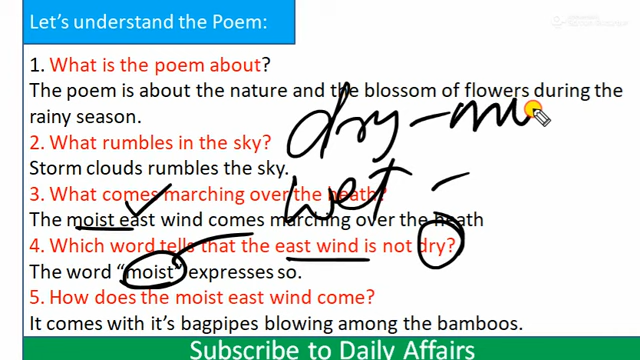 Let's understand the Poem:
1. What is the poem about?
The poem is about the nature and the blossom of flowers during the
rainy season.
dry - mu
2. What rumbles in the sky?
Storm clouds rumbles the sky.
wet -
3. What comes marching over the heath?
The moist east wind comes marching over the heath
4. Which word tells that the east wind is not dry?
The word "moist" expresses so.
5. How does the moist east wind come?
It comes with it's bagpipes blowing among the bamboos.
Subscribe to Daily Affairs